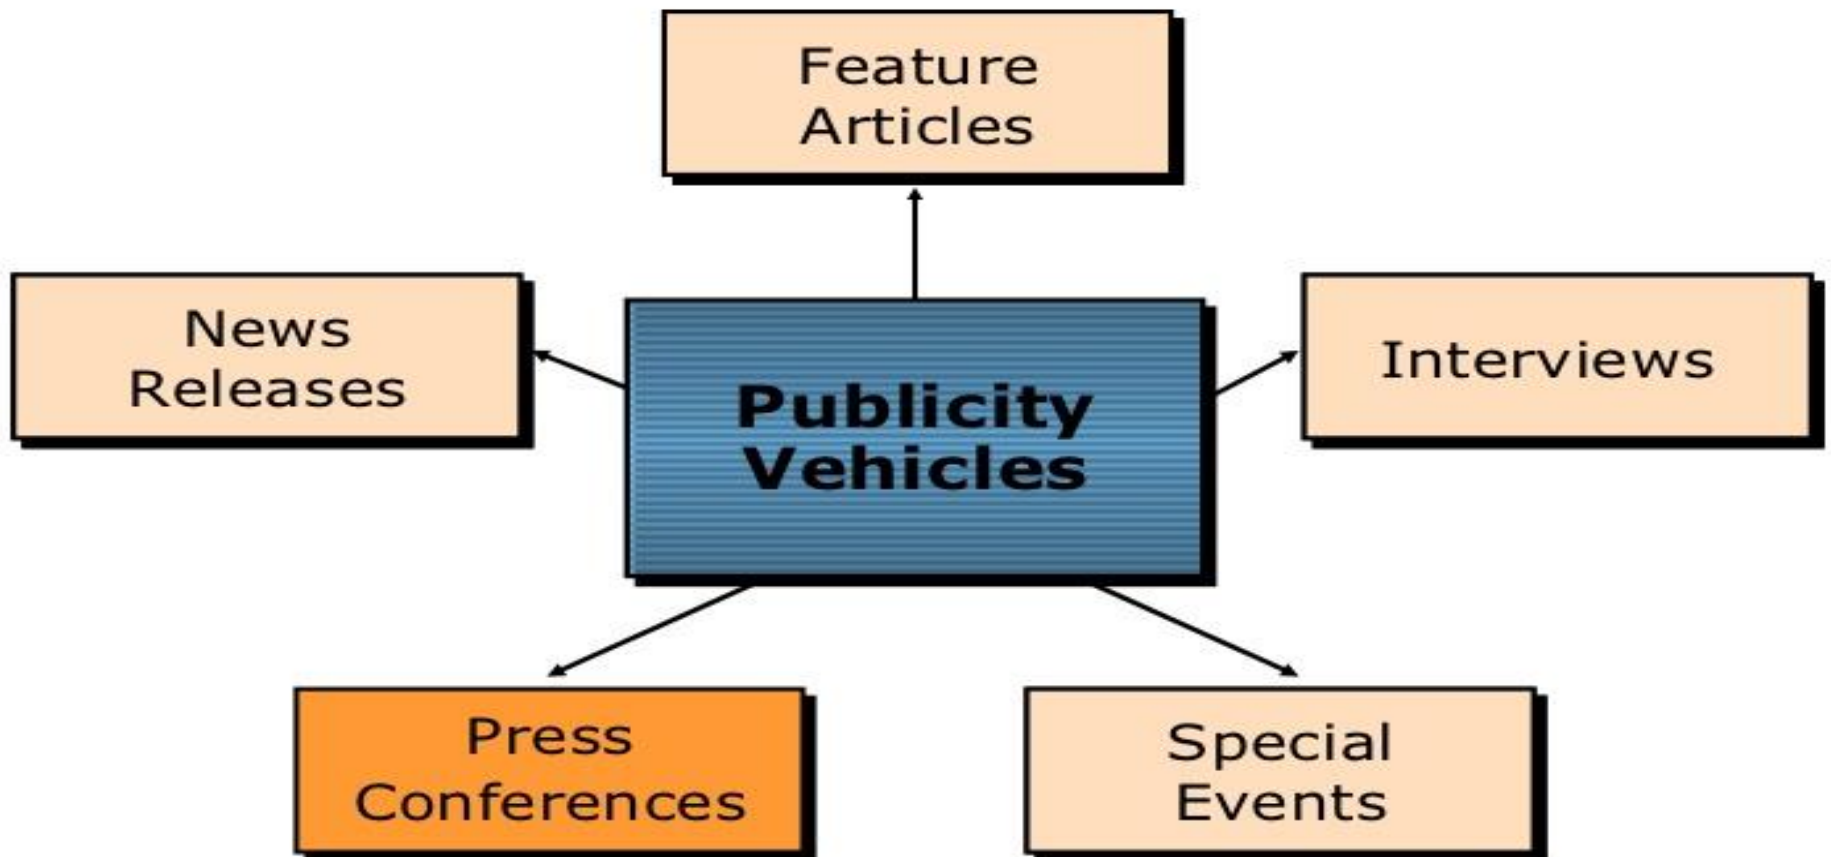 Feature
Articles
News
Releases
Interviews
Publicity
Vehicles
Press
Conferences
Special
Events